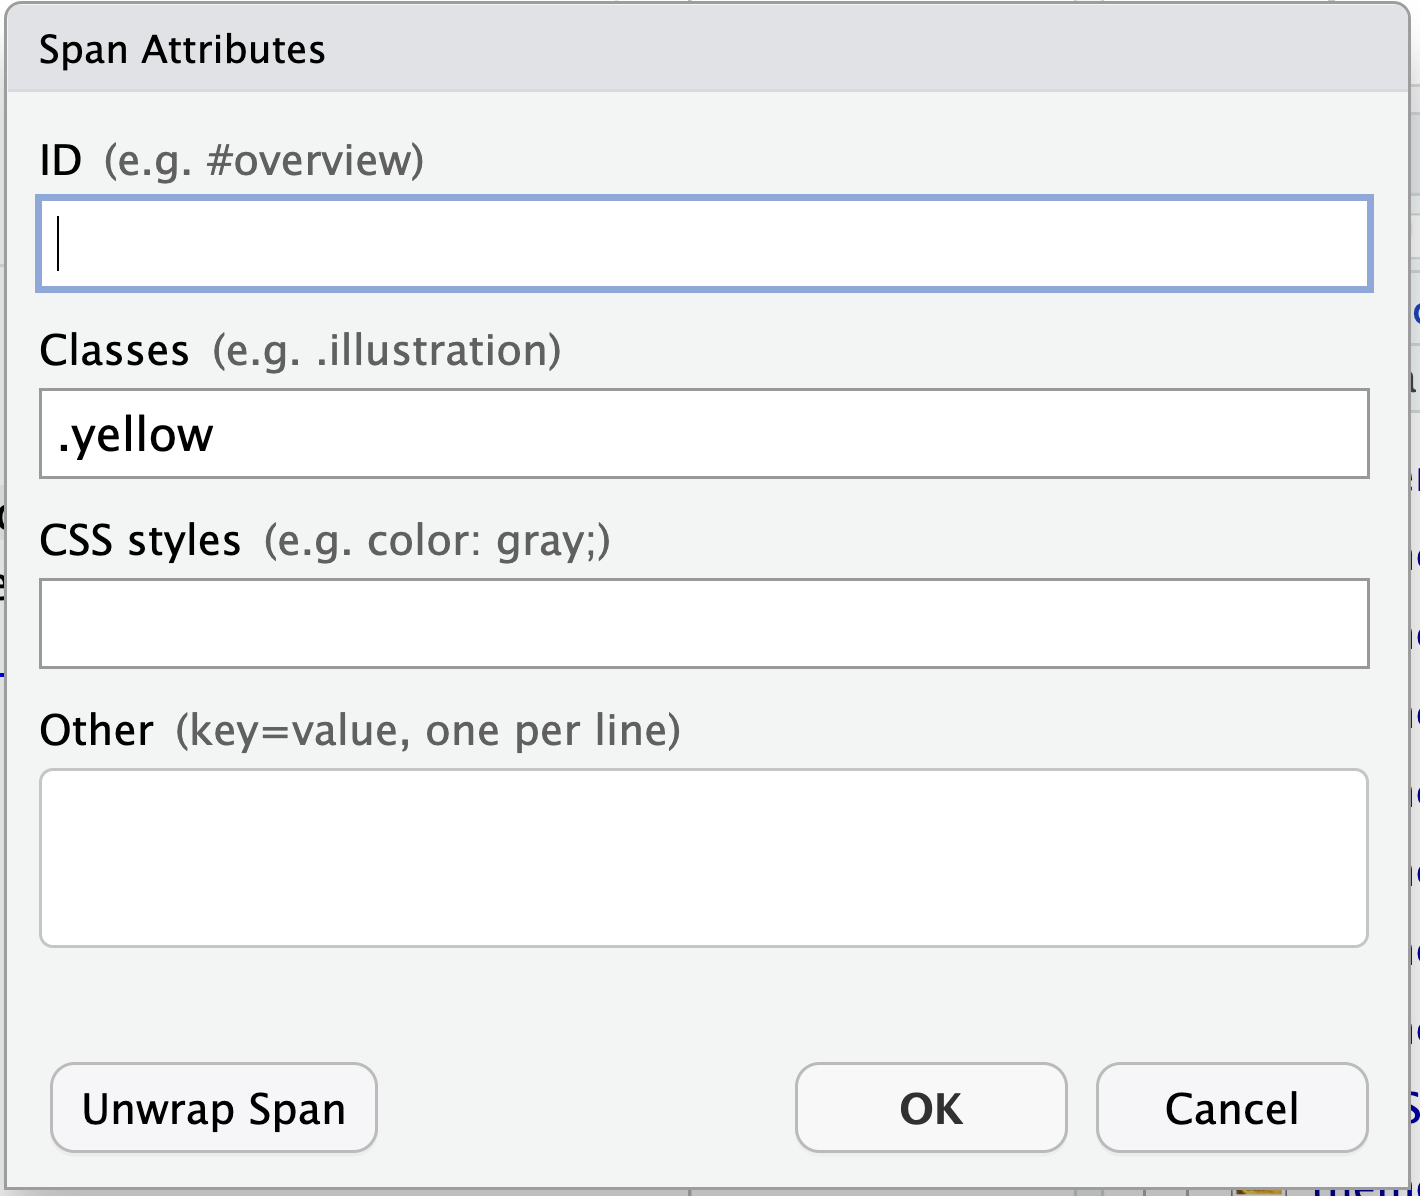 Span Attributes
ID (e.g. #overview)
Classes (e.g. .illustration)
.yellow
CSS styles (e.g. color: gray;)
Other (key=value, one per line)
Unwrap Span
OK
Cancel